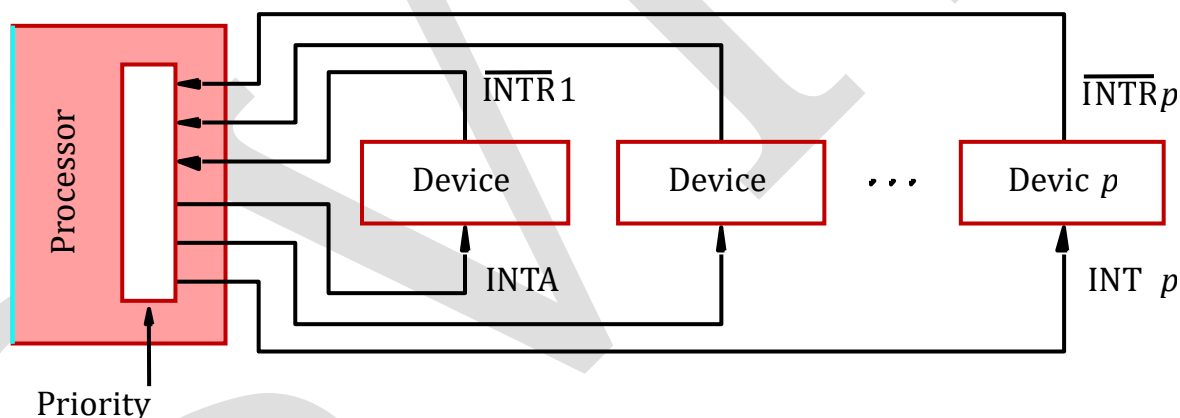 INTR1
INTRp
Device
Device
. . .
Devic p
Processor
INTA
INT p
Priority